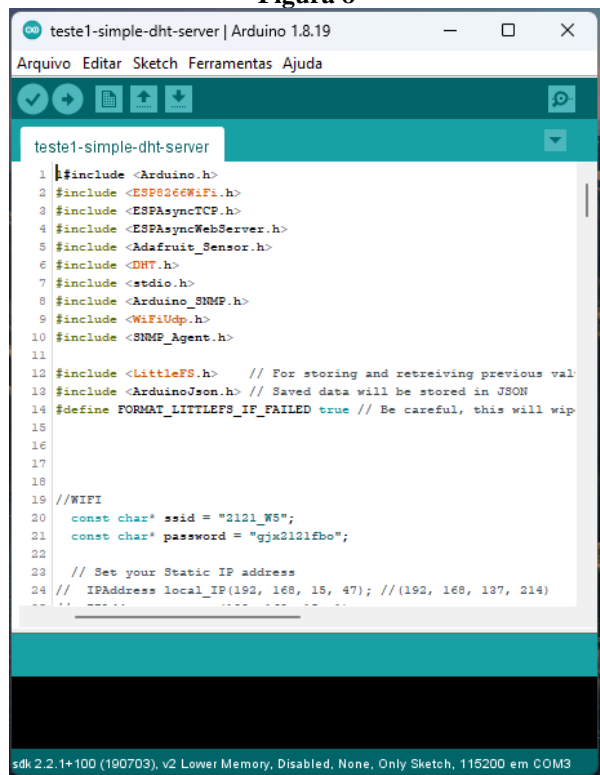 Figura 8
teste1-simple-dht-server | Arduino 1.8.19
Arquivo Editar Sketch Ferramentas Ajuda
teste1-simple-dht-server
1 #include <Arduino.h>
2 #include <ESP8266WiFi.h>
3 #include <ESPAsyncTCP.h>
4 #include <ESPAsyncWebServer.h>
5 #include <Adafruit_Sensor.h>
6 #include <DHT.h>
7 #include <stdio.h>
8 #include <Arduino_SNMP.h>
9 #include <WiFiUdp.h>
10 #include <SNMP_Agent.h>
11
12 #include <LittleFS.h> // For storing and retreiving previous val
13 #include <ArduinoJson.h> // Saved data will be stored in JSON
14 #define FORMAT_LITTLEFS_IF_FAILED true // Be careful, this will wip
15
16
17
18
19 //WIFI
20 const char* ssid = "2121_W5";
21 const char* password = "gjx2121fbo";
22
23 // Set your Static IP address
24 // IPAddress local_IP(192, 168, 15, 47); //(192, 168, 137, 214)
sdk 2.2.1+100 (190703), v2 Lower Memory, Disabled, None, Only Sketch, 115200 em COM3